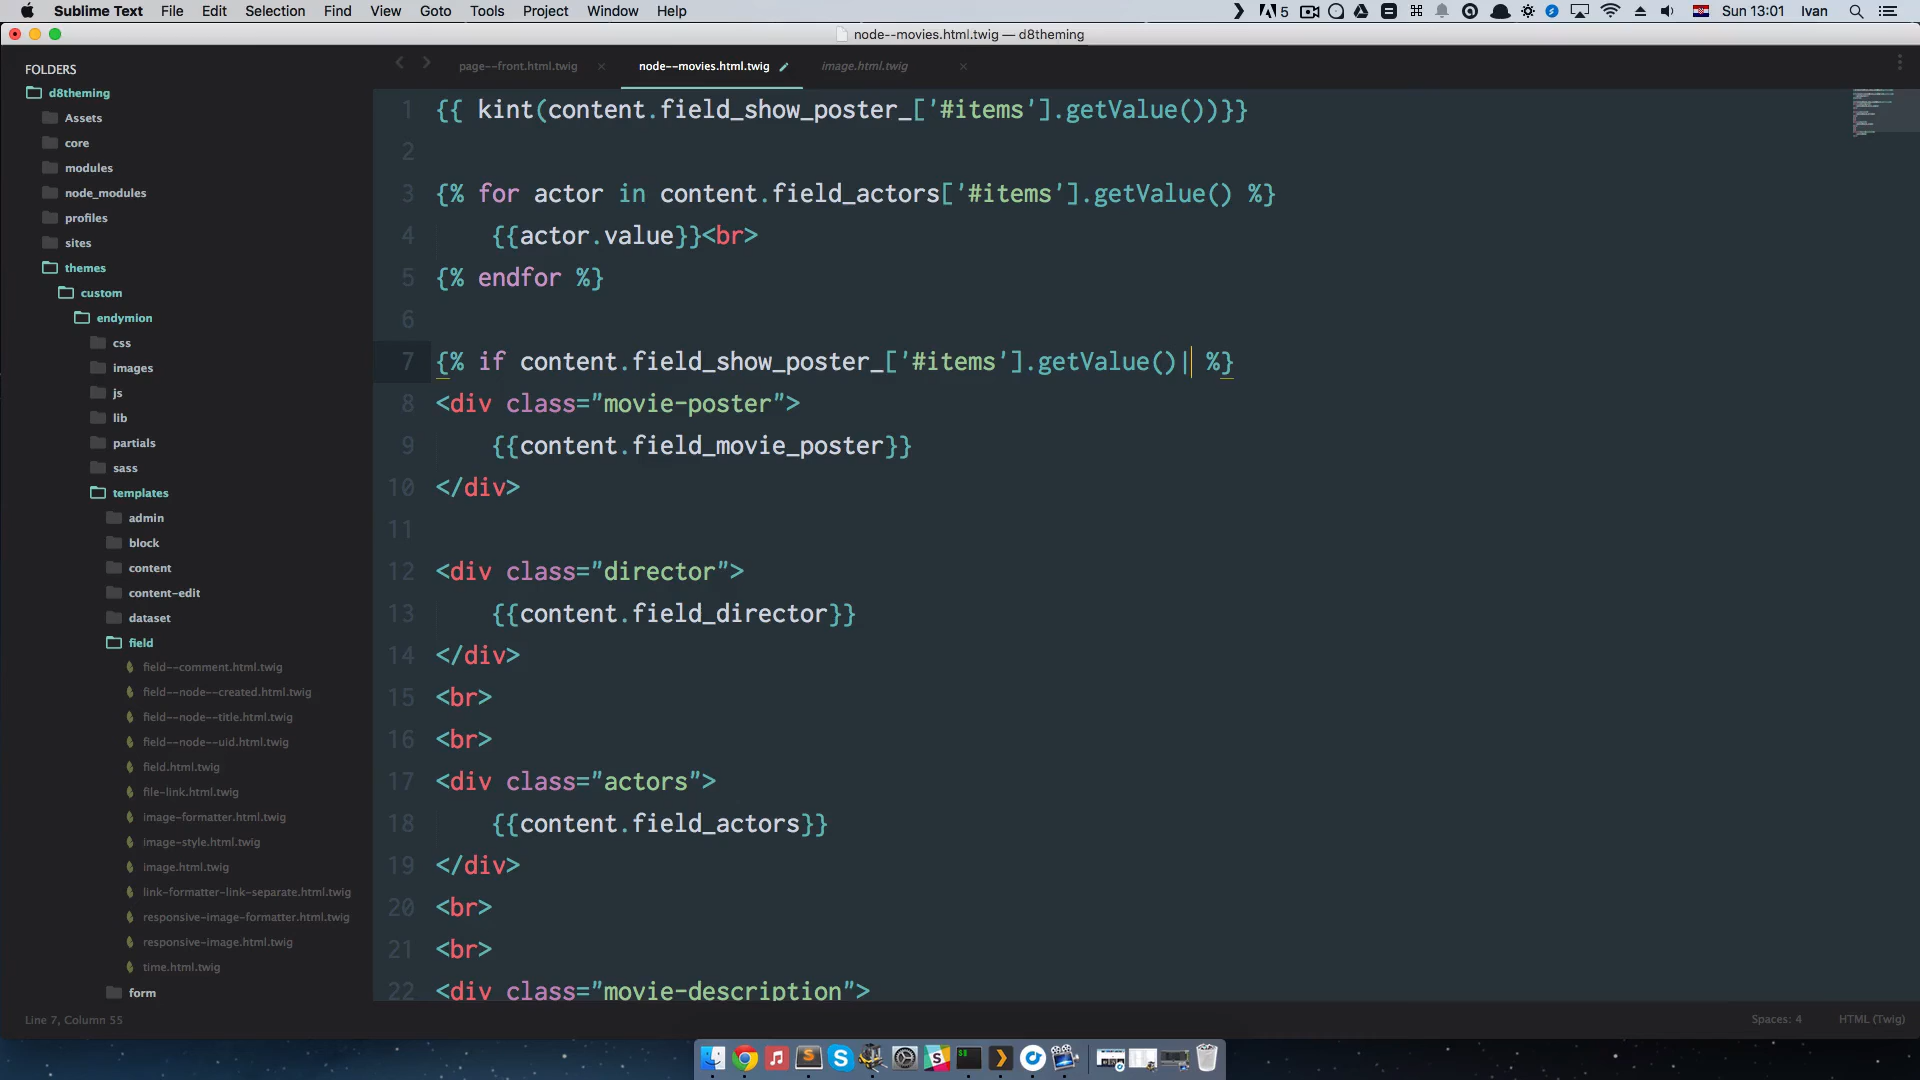 Sublime Text File Edit Selection Find View Goto Tools Project Window Help 5 Sun 13:01 Ivan
node--movies.html.twig — d8theming
FOLDERS
d8theming
Assets
core
modules
node_modules
profiles
sites
themes
custom
endymion
css
images
js
lib
partials
sass
templates
admin
block
content
content-edit
dataset
field
field--comment.html.twig
field--node--created.html.twig
field--node--title.html.twig
field--node--uid.html.twig
field.html.twig
file-link.html.twig
image-formatter.html.twig
image-style.html.twig
image.html.twig
link-formatter-link-separate.html.twig
responsive-image-formatter.html.twig
responsive-image.html.twig
time.html.twig
form
page--front.html.twig node--movies.html.twig image.html.twig
1 {{ kint(content.field_show_poster_['#items'].getValue())}}
2
3 {% for actor in content.field_actors['#items'].getValue() %}
4 {{actor.value}}<br>
5 {% endfor %}
6
7 {% if content.field_show_poster_['#items'].getValue()| %}
8 <div class="movie-poster">
9 {{content.field_movie_poster}}
10 </div>
11
12 <div class="director">
13 {{content.field_director}}
14 </div>
15 <br>
16 <br>
17 <div class="actors">
18 {{content.field_actors}}
19 </div>
20 <br>
21 <br>
22 <div class="movie-description">
Line 7, Column 55 Spaces: 4 HTML (Twig)